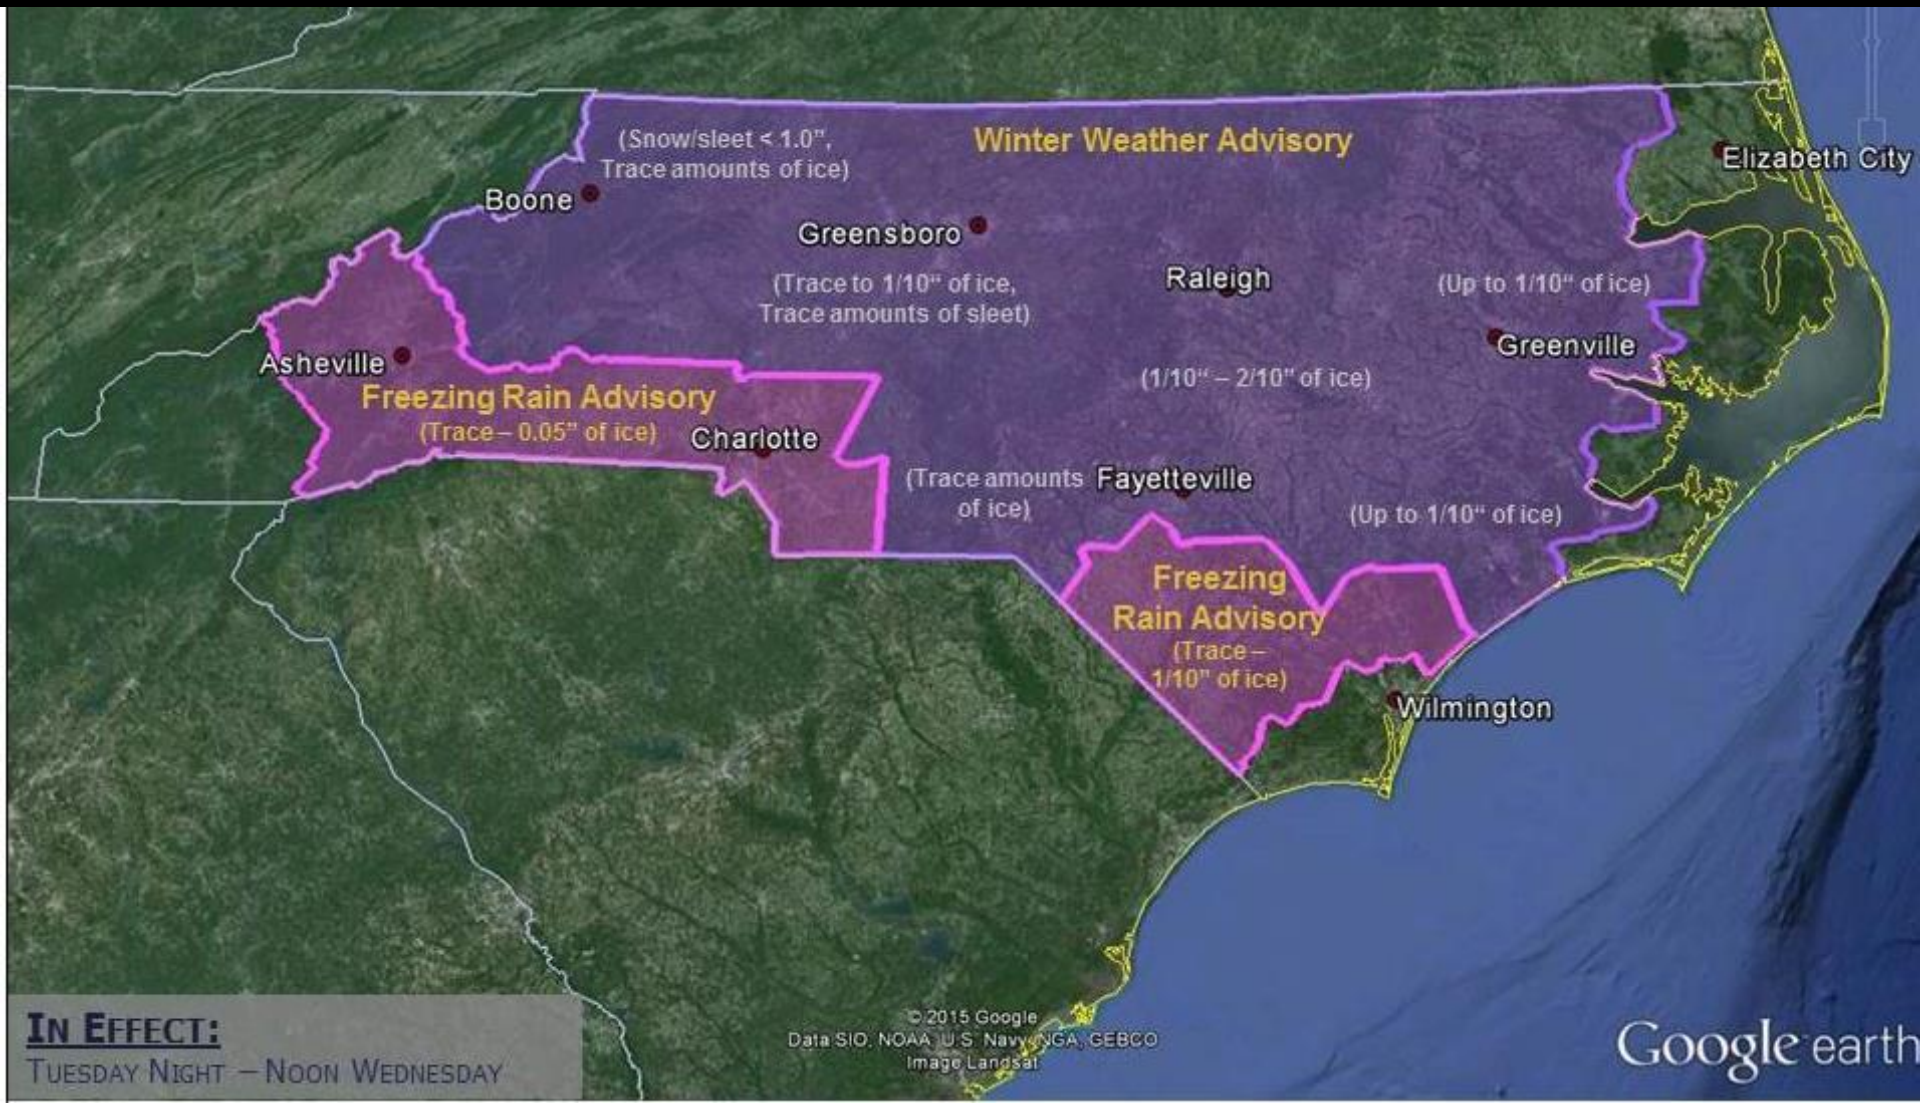 (Snow/sleet < 1.0”,
Trace amounts of ice)
Winter Weather Advisory
Elizabeth City
Boone
Greensboro
(Trace to 1/10“ of ice,
Trace amounts of sleet)
Raleigh
(Up to 1/10“ of ice)
Greenville
Asheville
Freezing Rain Advisory
(Trace – 0.05” of ice)
Charlotte
(1/10“ – 2/10” of ice)
(Trace amounts
of ice)
Fayetteville
(Up to 1/10“ of ice)
Freezing
Rain Advisory
(Trace –
1/10” of ice)
Wilmington
IN EFFECT:
TUESDAY NIGHT – NOON WEDNESDAY
© 2015 Google
Data SIO, NOAA, U.S. Navy, NGA, GEBCO
Image Landsat
Google earth